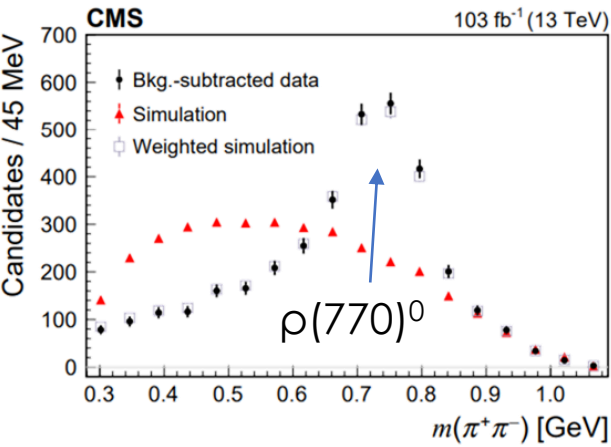 CMS
103 fb⁻¹ (13 TeV)
Candidates / 45 MeV
700
600
500
400
300
200
100
0
Bkg.-subtracted data
Simulation
Weighted simulation
ρ(770)⁰
0.3 0.4 0.5 0.6 0.7 0.8 0.9 1.0
m(π⁺π⁻) [GeV]